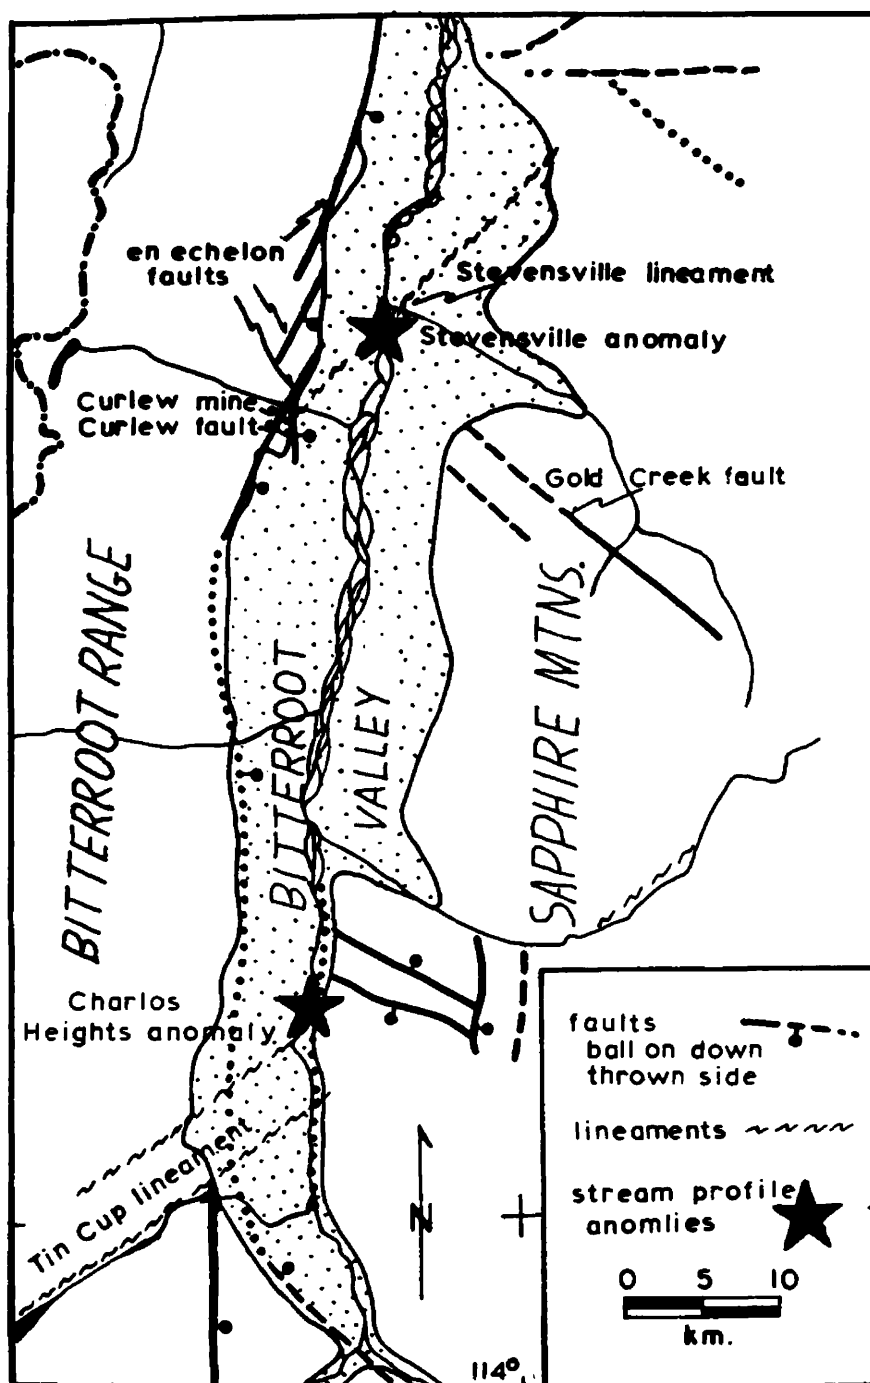 en echelon
faults
Stevensville lineament
Stevensville anomaly
Curlew mine
Curlew fault
Gold Creek fault
BITTERROOT RANGE
BITTERROOT
VALLEY
SAPPHIRE MTNS.
Charlos
Heights anomaly
Tin Cup lineament
N
114°
faults
ball on down
thrown side
lineaments
stream profile
anomlies
0 5 10
km.